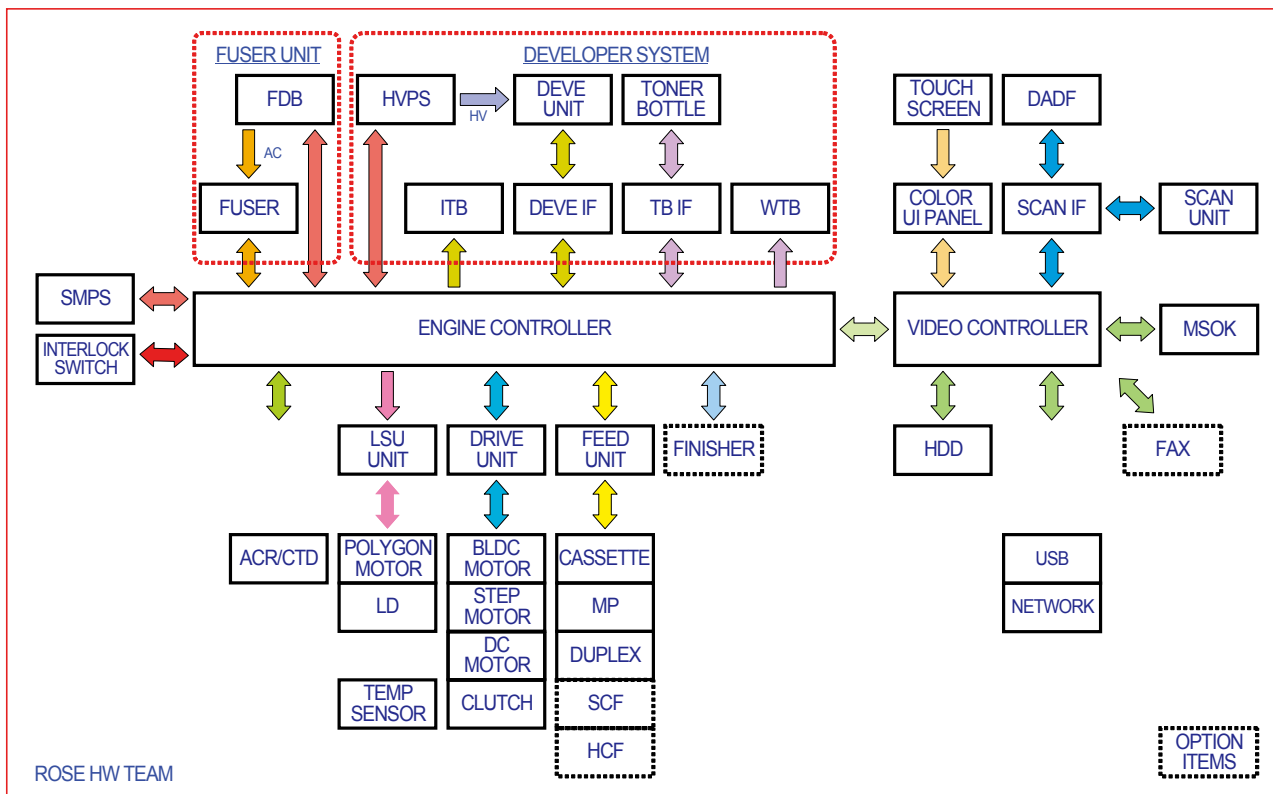 FUSER UNIT
DEVELOPER SYSTEM
FDB
HVPS
HV
DEVE
UNIT
TONER
BOTTLE
TOUCH
SCREEN
DADF
AC
FUSER
ITB
DEVE IF
TB IF
WTB
COLOR
UI PANEL
SCAN IF
SCAN
UNIT
SMPS
INTERLOCK
SWITCH
ENGINE CONTROLLER
VIDEO CONTROLLER
MSOK
LSU
UNIT
DRIVE
UNIT
FEED
UNIT
FINISHER
HDD
FAX
ACR/CTD
POLYGON
MOTOR
BLDC
MOTOR
CASSETTE
USB
LD
STEP
MOTOR
MP
NETWORK
DC
MOTOR
DUPLEX
TEMP
SENSOR
CLUTCH
SCF
HCF
OPTION
ITEMS
ROSE HW TEAM